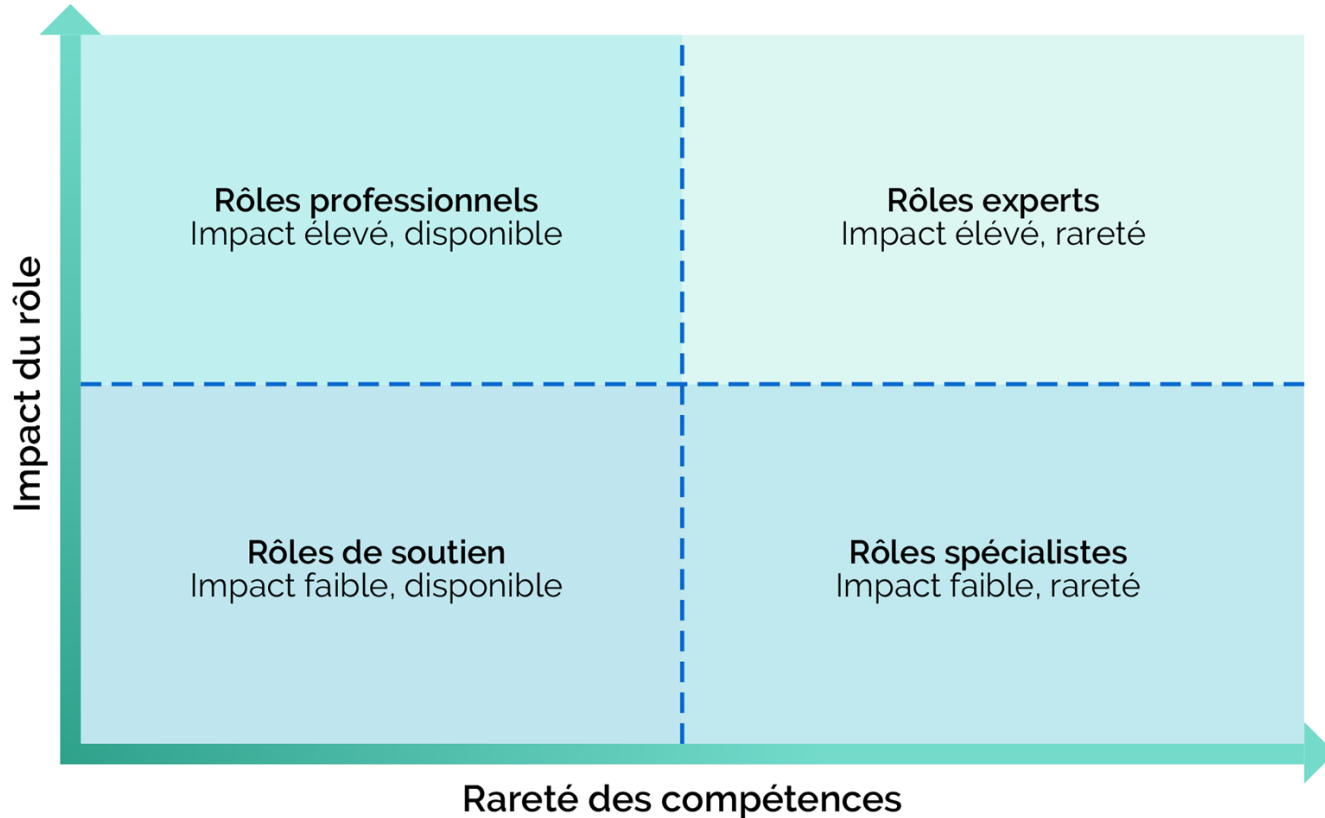 Rôles professionnels
Impact élevé, disponible
Rôles experts
Impact élévé, rareté
Impact du rôle
Rôles de soutien
Impact faible, disponible
Rôles spécialistes
Impact faible, rareté
Rareté des compétences